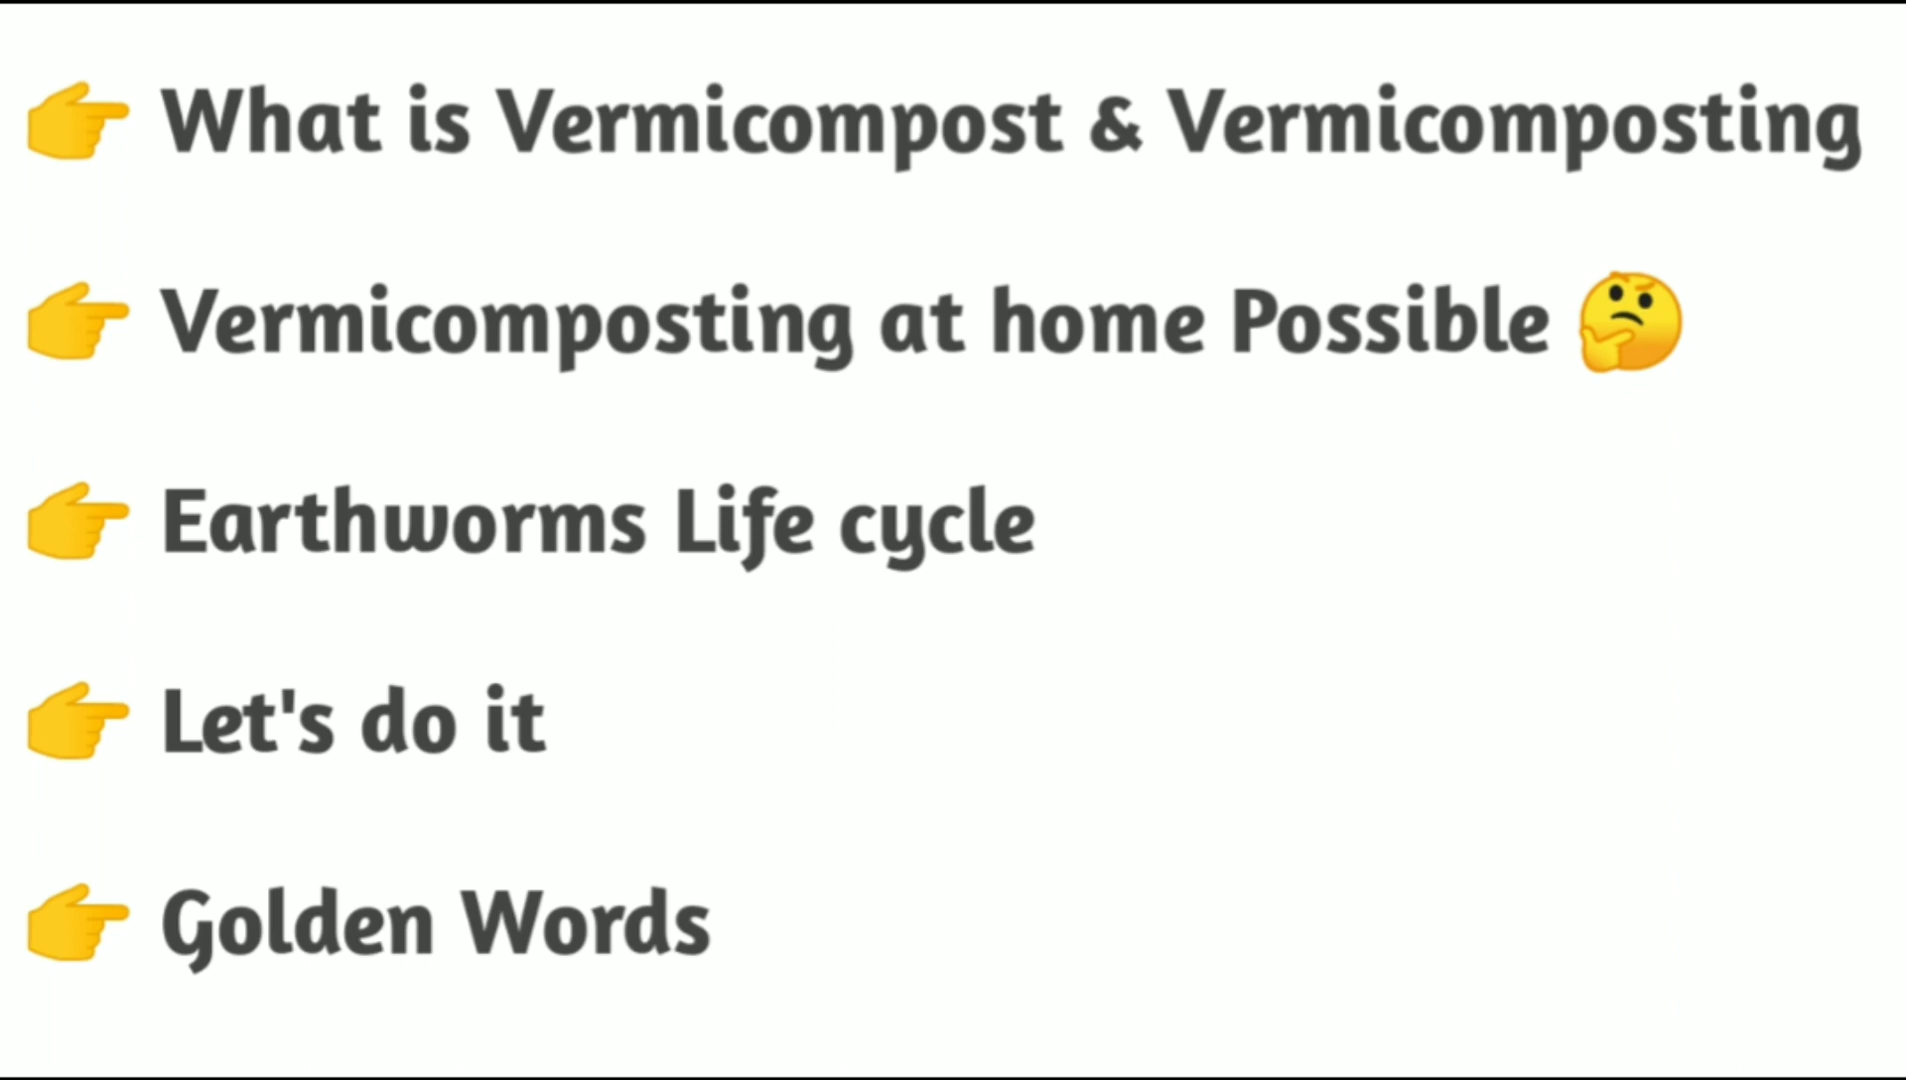 👉 What is Vermicompost & Vermicomposting
👉 Vermicomposting at home Possible 🤔
👉 Earthworms Life cycle
👉 Let's do it
👉 Golden Words